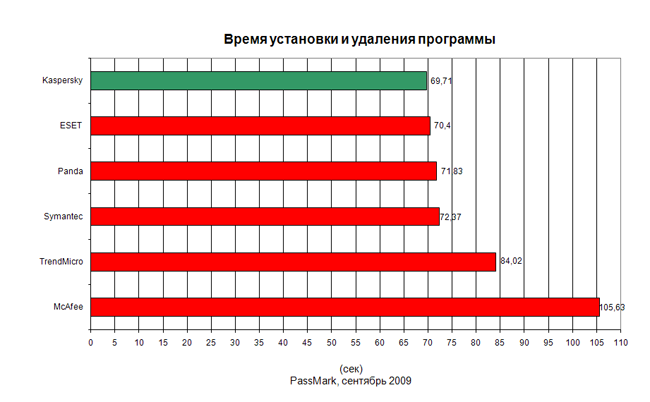 Время установки и удаления программы
Kaspersky 69,71
ESET 70,4
Panda 71,83
Symantec 72,37
TrendMicro 84,02
McAfee 105,63
0 5 10 15 20 25 30 35 40 45 50 55 60 65 70 75 80 85 90 95 100 105 110
(сек)
PassMark, сентябрь 2009